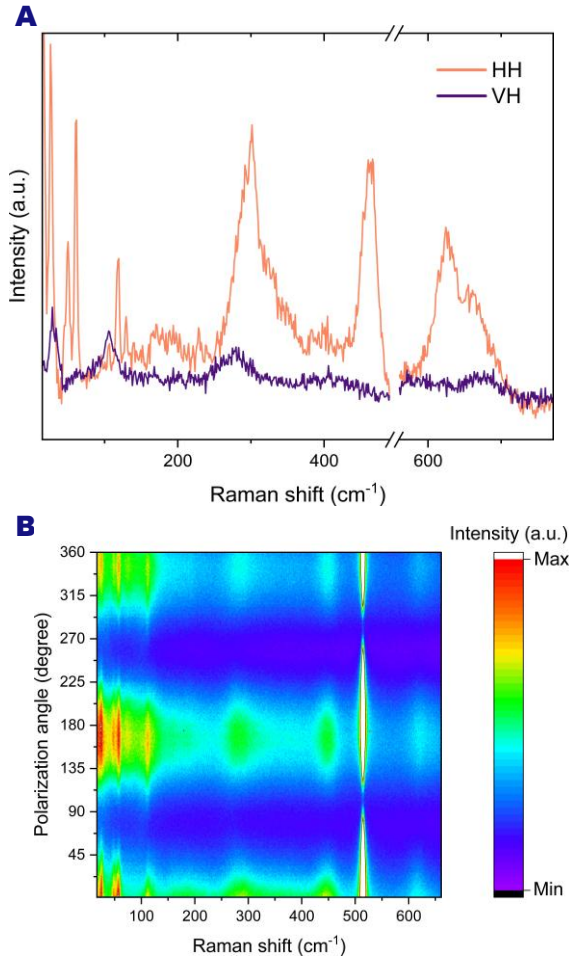 A
HH
VH
Intensity (a.u.)
200
400
600
Raman shift (cm⁻¹)
B
Intensity (a.u.)
360
315
270
225
180
135
90
45
Polarization angle (degree)
Max
Min
100
200
300
400
500
600
Raman shift (cm⁻¹)